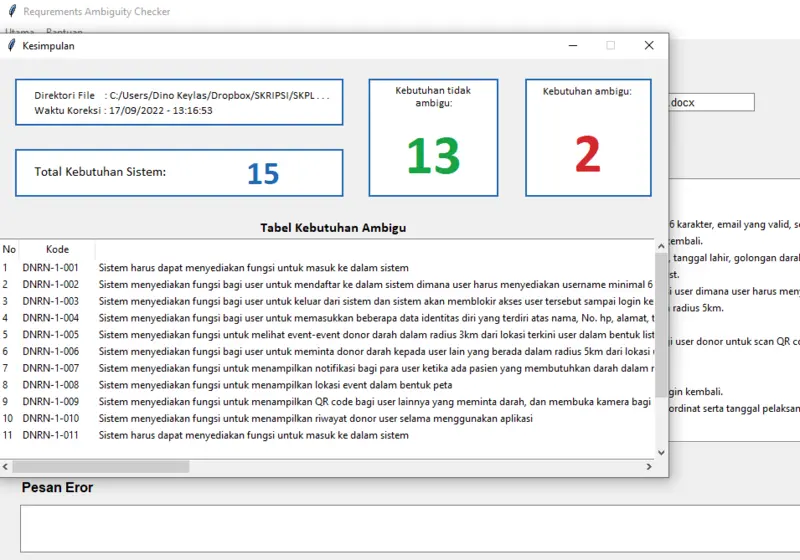 Requrements Ambiguity Checker
Utama Bantuan
Kesimpulan
Direktori File : C:/Users/Dino Keylas/Dropbox/SKRIPSI/SKPL . . .
Waktu Koreksi : 17/09/2022 - 13:16:53
Kebutuhan tidak
ambigu:
13
Kebutuhan ambigu:
2
.docx
Total Kebutuhan Sistem: 15
Tabel Kebutuhan Ambigu
No Kode
1 DNRN-1-001 Sistem harus dapat menyediakan fungsi untuk masuk ke dalam sistem
2 DNRN-1-002 Sistem menyediakan fungsi bagi user untuk mendaftar ke dalam sistem dimana user harus menyediakan username minimal 6
3 DNRN-1-003 Sistem menyediakan fungsi bagi user untuk keluar dari sistem dan sistem akan memblokir akses user tersebut sampai login ke
4 DNRN-1-004 Sistem menyediakan fungsi bagi user untuk memasukkan beberapa data identitas diri yang terdiri atas nama, No. hp, alamat, t
5 DNRN-1-005 Sistem menyediakan fungsi untuk melihat event-event donor darah dalam radius 3km dari lokasi terkini user dalam bentuk list
6 DNRN-1-006 Sistem menyediakan fungsi bagi user untuk meminta donor darah kepada user lain yang berada dalam radius 5km dari lokasi
7 DNRN-1-007 Sistem menyediakan fungsi untuk menampilkan notifikasi bagi para user ketika ada pasien yang membutuhkan darah dalam r
8 DNRN-1-008 Sistem menyediakan fungsi untuk menampilkan lokasi event dalam bentuk peta
9 DNRN-1-009 Sistem menyediakan fungsi untuk menampilkan QR code bagi user lainnya yang meminta darah, dan membuka kamera bagi
10 DNRN-1-010 Sistem menyediakan fungsi untuk menampilkan riwayat donor user selama menggunakan aplikasi
11 DNRN-1-011 Sistem harus dapat menyediakan fungsi untuk masuk ke dalam sistem
6 karakter, email yang valid, s
embali.
, tanggal lahir, golongan darah
st.
i user dimana user harus meny
radius 5km.
gi user donor untuk scan QR c
gin kembali.
ordinat serta tanggal pelaksan
Pesan Eror